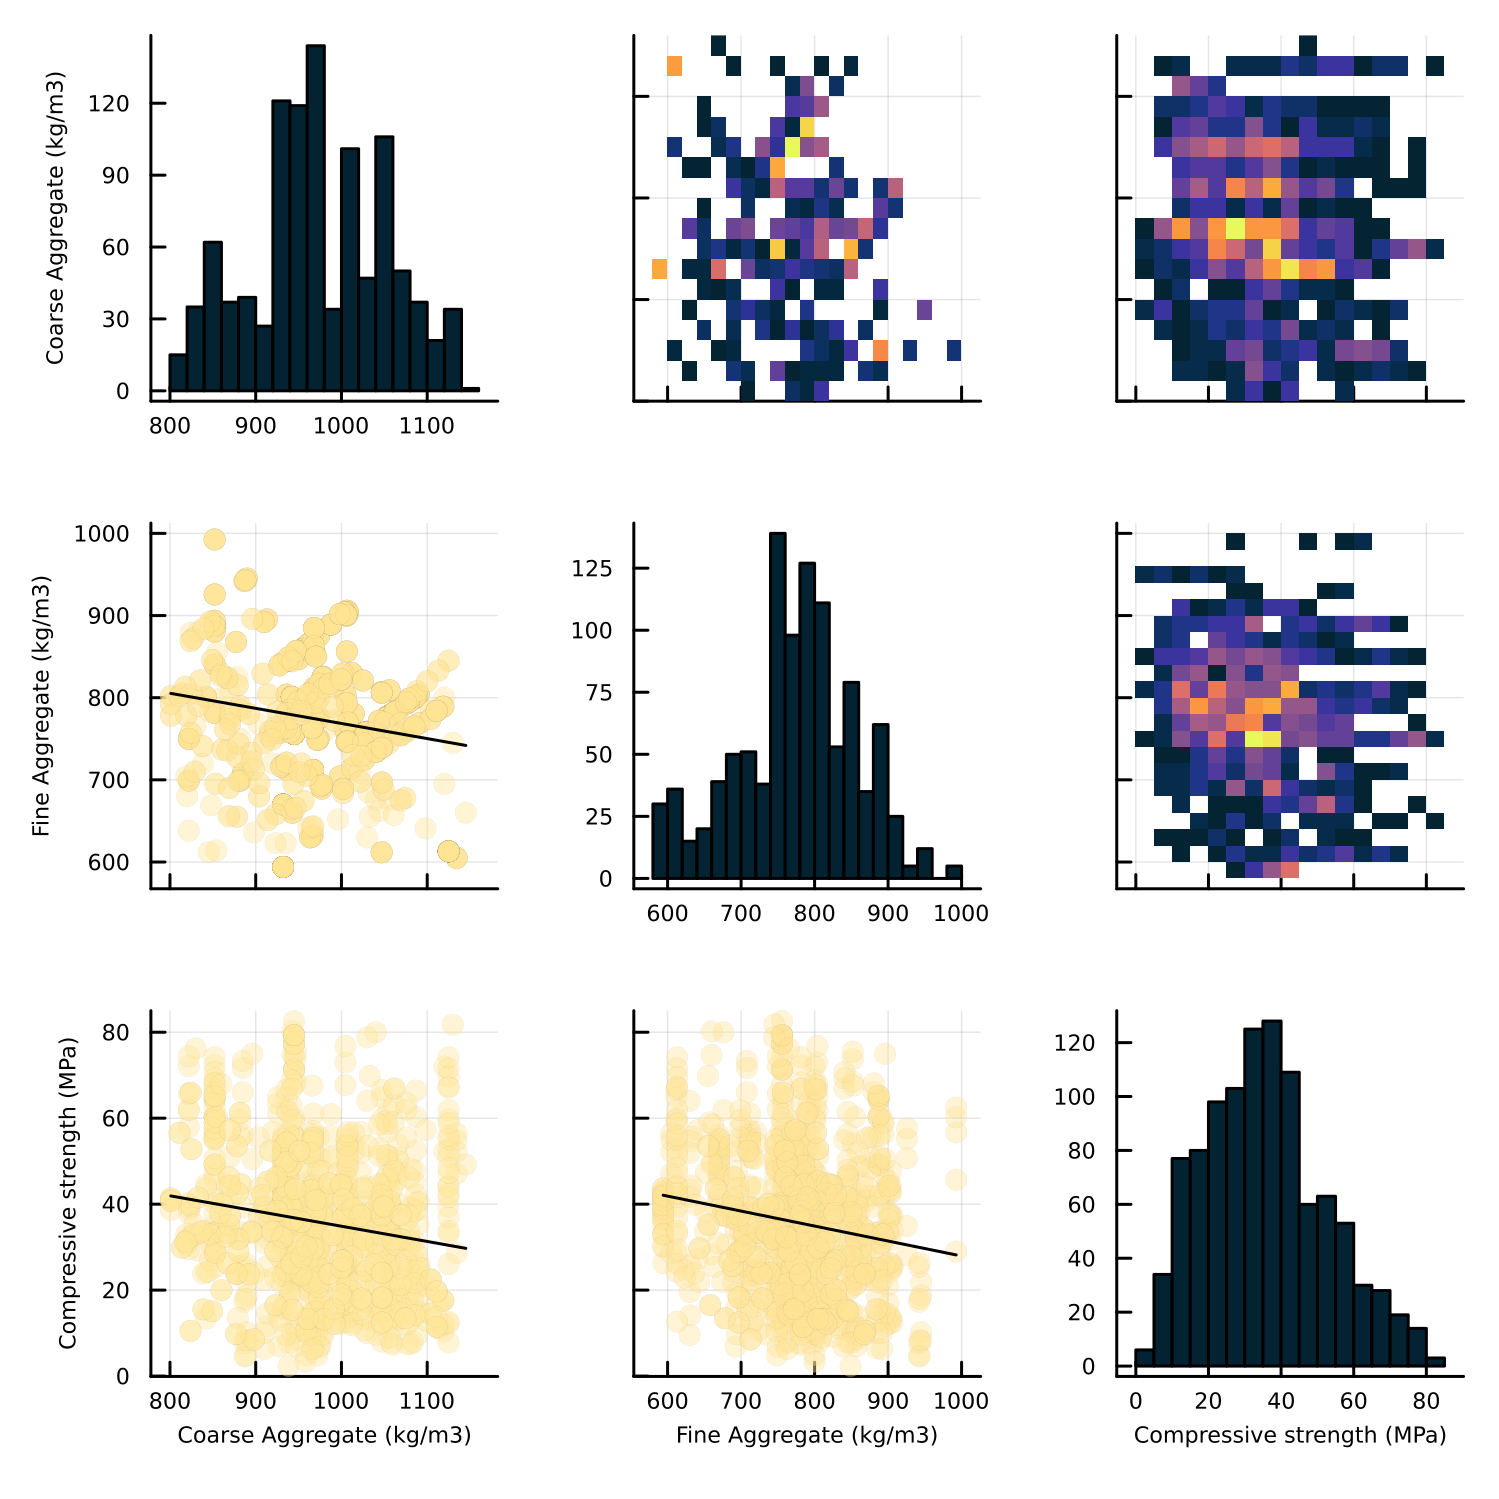 Coarse Aggregate (kg/m3)
120
90
60
30
0
800 900 1000 1100
Fine Aggregate (kg/m3)
1000
900
800
700
600
125
100
75
50
25
0
600 700 800 900 1000
Compressive strength (MPa)
80
60
40
20
0
800 900 1000 1100
Coarse Aggregate (kg/m3)
600 700 800 900 1000
Fine Aggregate (kg/m3)
120
100
80
60
40
20
0
0 20 40 60 80
Compressive strength (MPa)